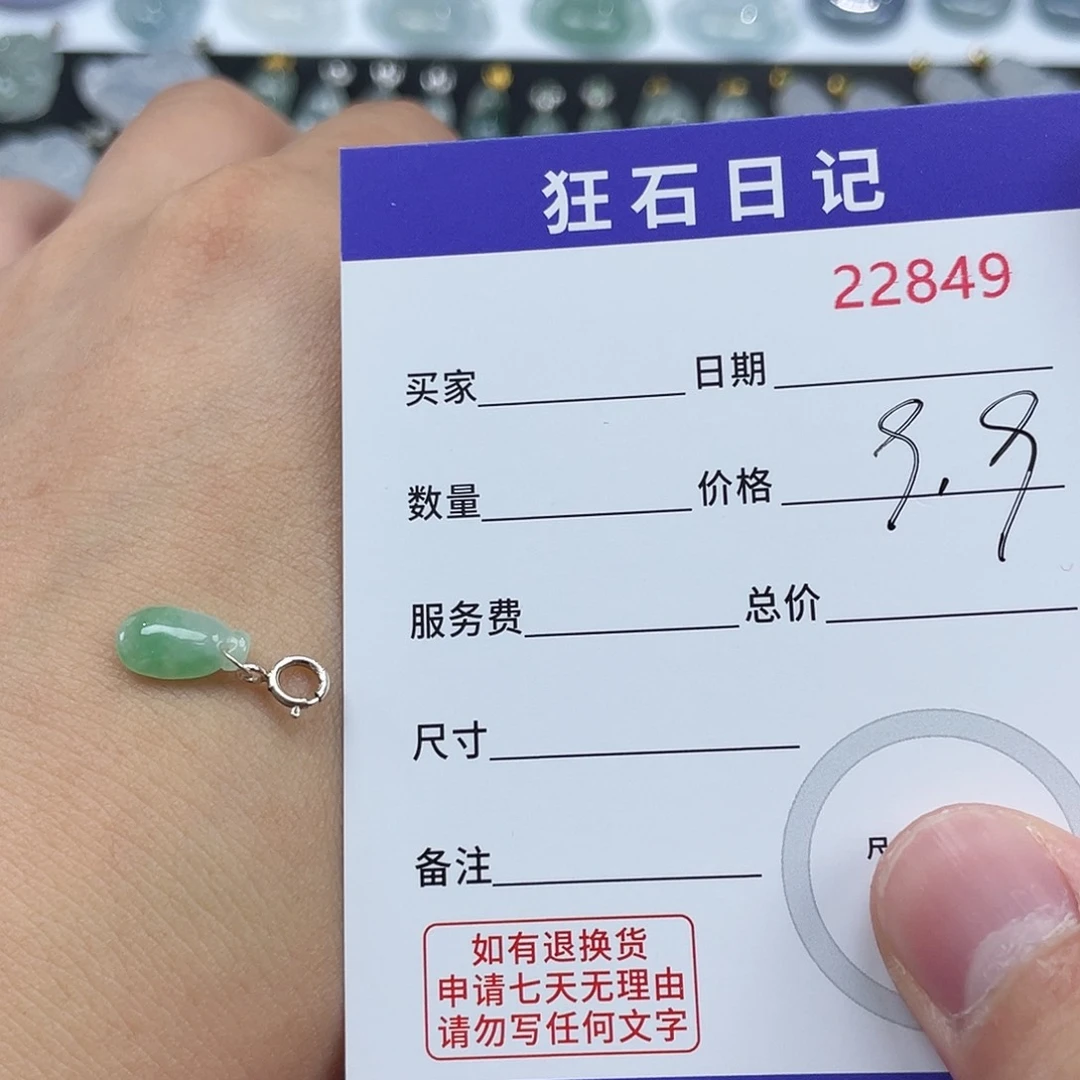 狂石日记
22849
买家 日期
数量 价格 9.9
服务费 总价
尺寸
备注
尺
如有退换货
申请七天无理由
请勿写任何文字